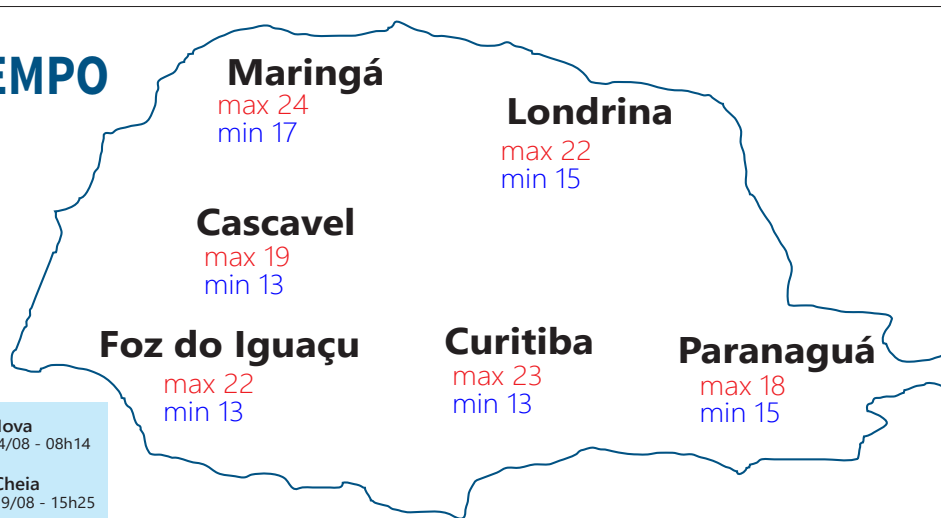 EMPO
Maringá
max 24
min 17
Londrina
max 22
min 15
Cascavel
max 19
min 13
Foz do Iguaçu
max 22
min 13
Curitiba
max 23
min 13
Paranaguá
max 18
min 15
ova
4/08 - 08h14
Cheia
9/08 - 15h25